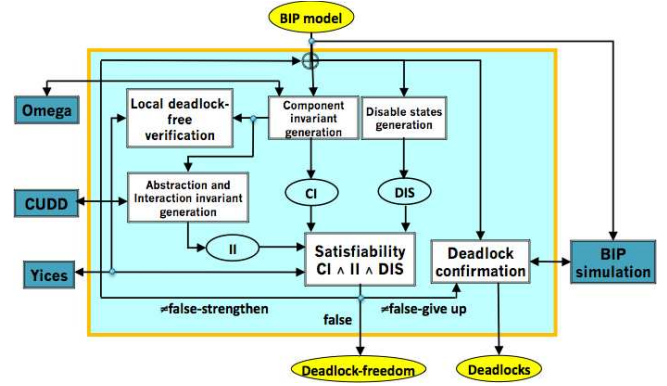 BIP model
Omega
Local deadlock-
free
verification
Component
invariant
generation
Disable states
generation
CUDD
Abstraction and
Interaction invariant
generation
CI
DIS
II
Yices
Satisfiability
CI ∧ II ∧ DIS
Deadlock
confirmation
BIP
simulation
≠false-strengthen
false
≠false-give up
Deadlock-freedom
Deadlocks